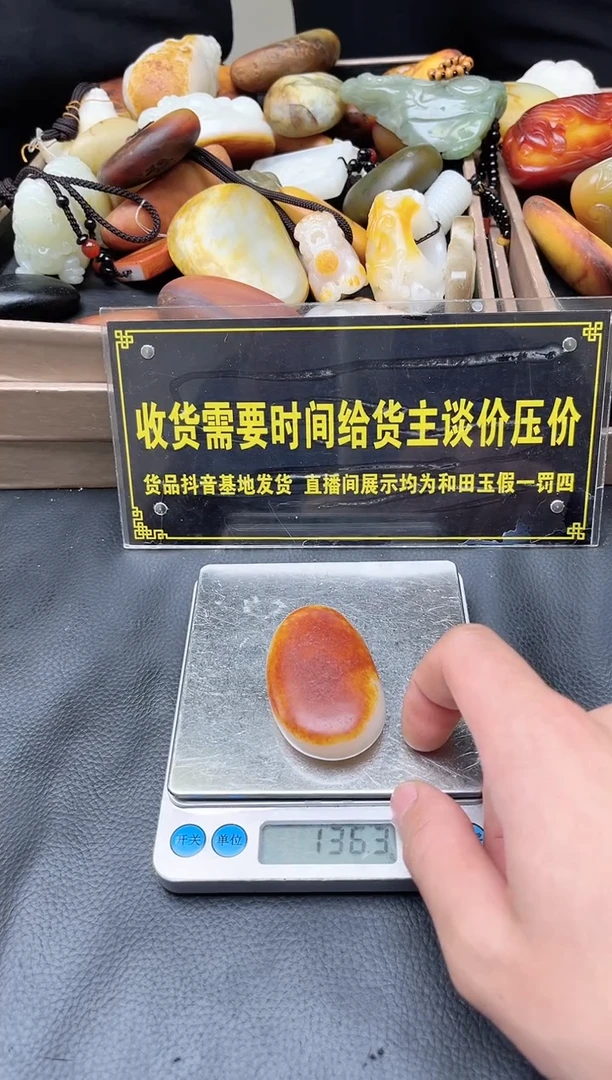 收货需要时间给货主谈价压价
货品抖音基地发货 直播间展示均为和田玉假一罚四
开关 单位 1363